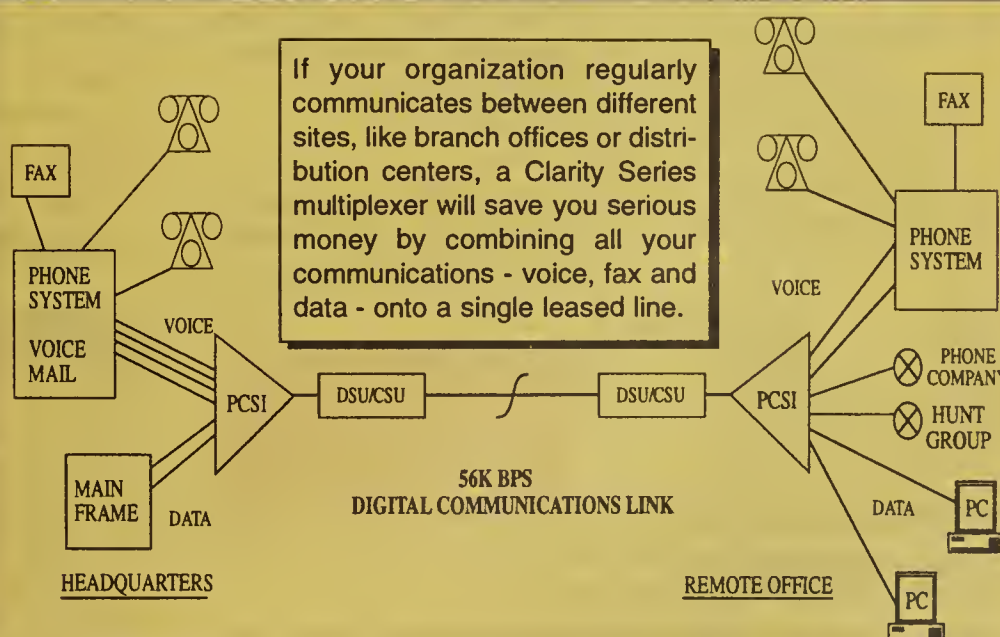 If your organization regularly
communicates between different
sites, like branch offices or distri-
bution centers, a Clarity Series
multiplexer will save you serious
money by combining all your
communications - voice, fax and
data - onto a single leased line.
FAX
PHONE
SYSTEM
VOICE
MAIL
VOICE
MAIN
FRAME
DATA
HEADQUARTERS
PCSI
DSU/CSU
56K BPS
DIGITAL COMMUNICATIONS LINK
DSU/CSU
PCSI
FAX
PHONE
SYSTEM
VOICE
PHONE
COMPANY
HUNT
GROUP
DATA
PC
PC
REMOTE OFFICE